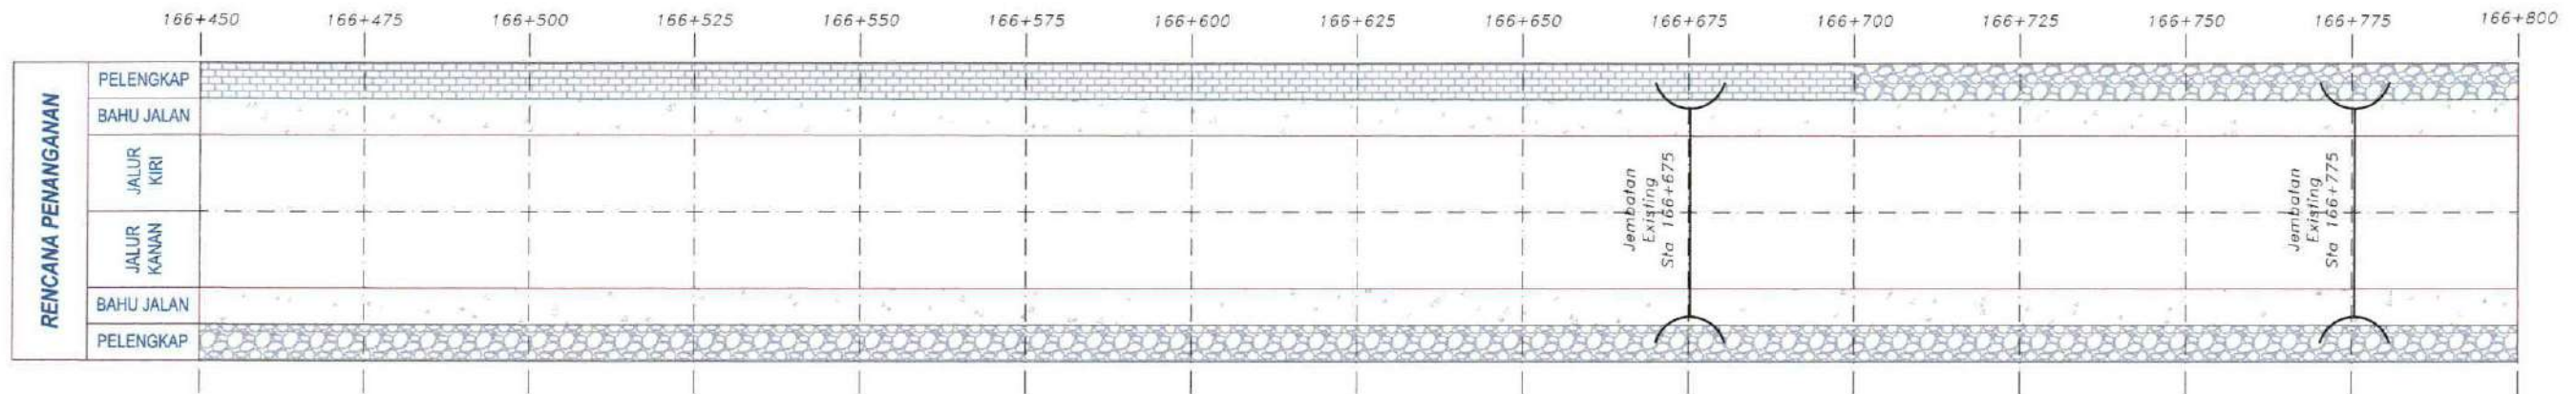 166+450 166+475 166+500 166+525 166+550 166+575 166+600 166+625 166+650 166+675 166+700 166+725 166+750 166+775 166+800
RENCANA PENANGANAN
PELENGKAP
BAHU JALAN
JALUR
KIRI
JALUR
KANAN
BAHU JALAN
PELENGKAP
Jembatan
Existing
Sta 166+675
Jembatan
Existing
Sta 166+775